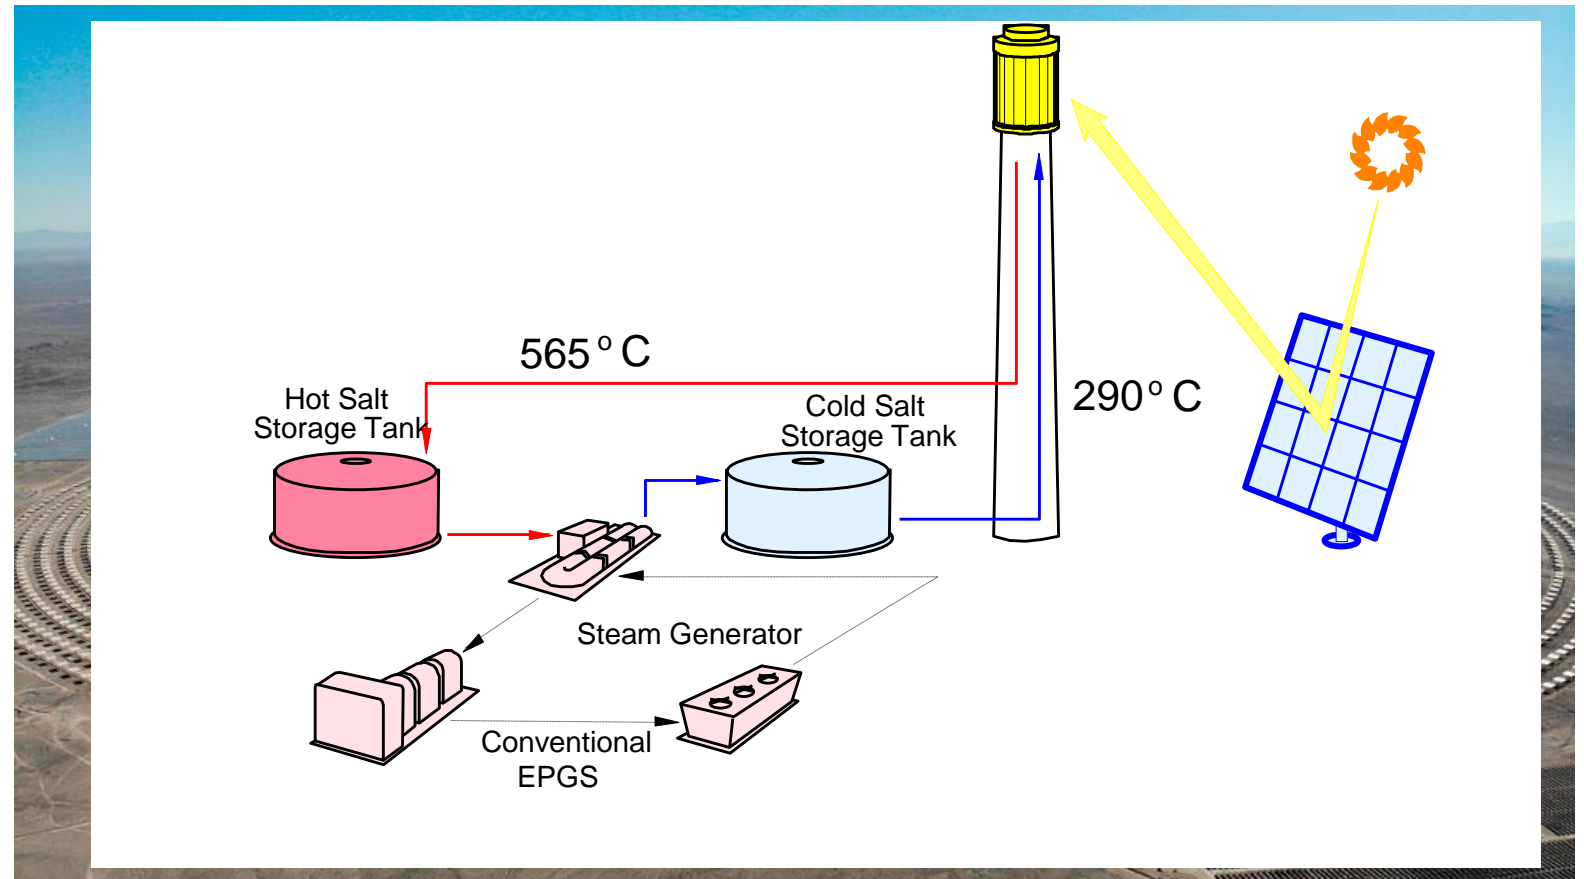 565 º C
Hot Salt
Storage Tank
290 º C
Cold Salt
Storage Tank
Steam Generator
Conventional
EPGS